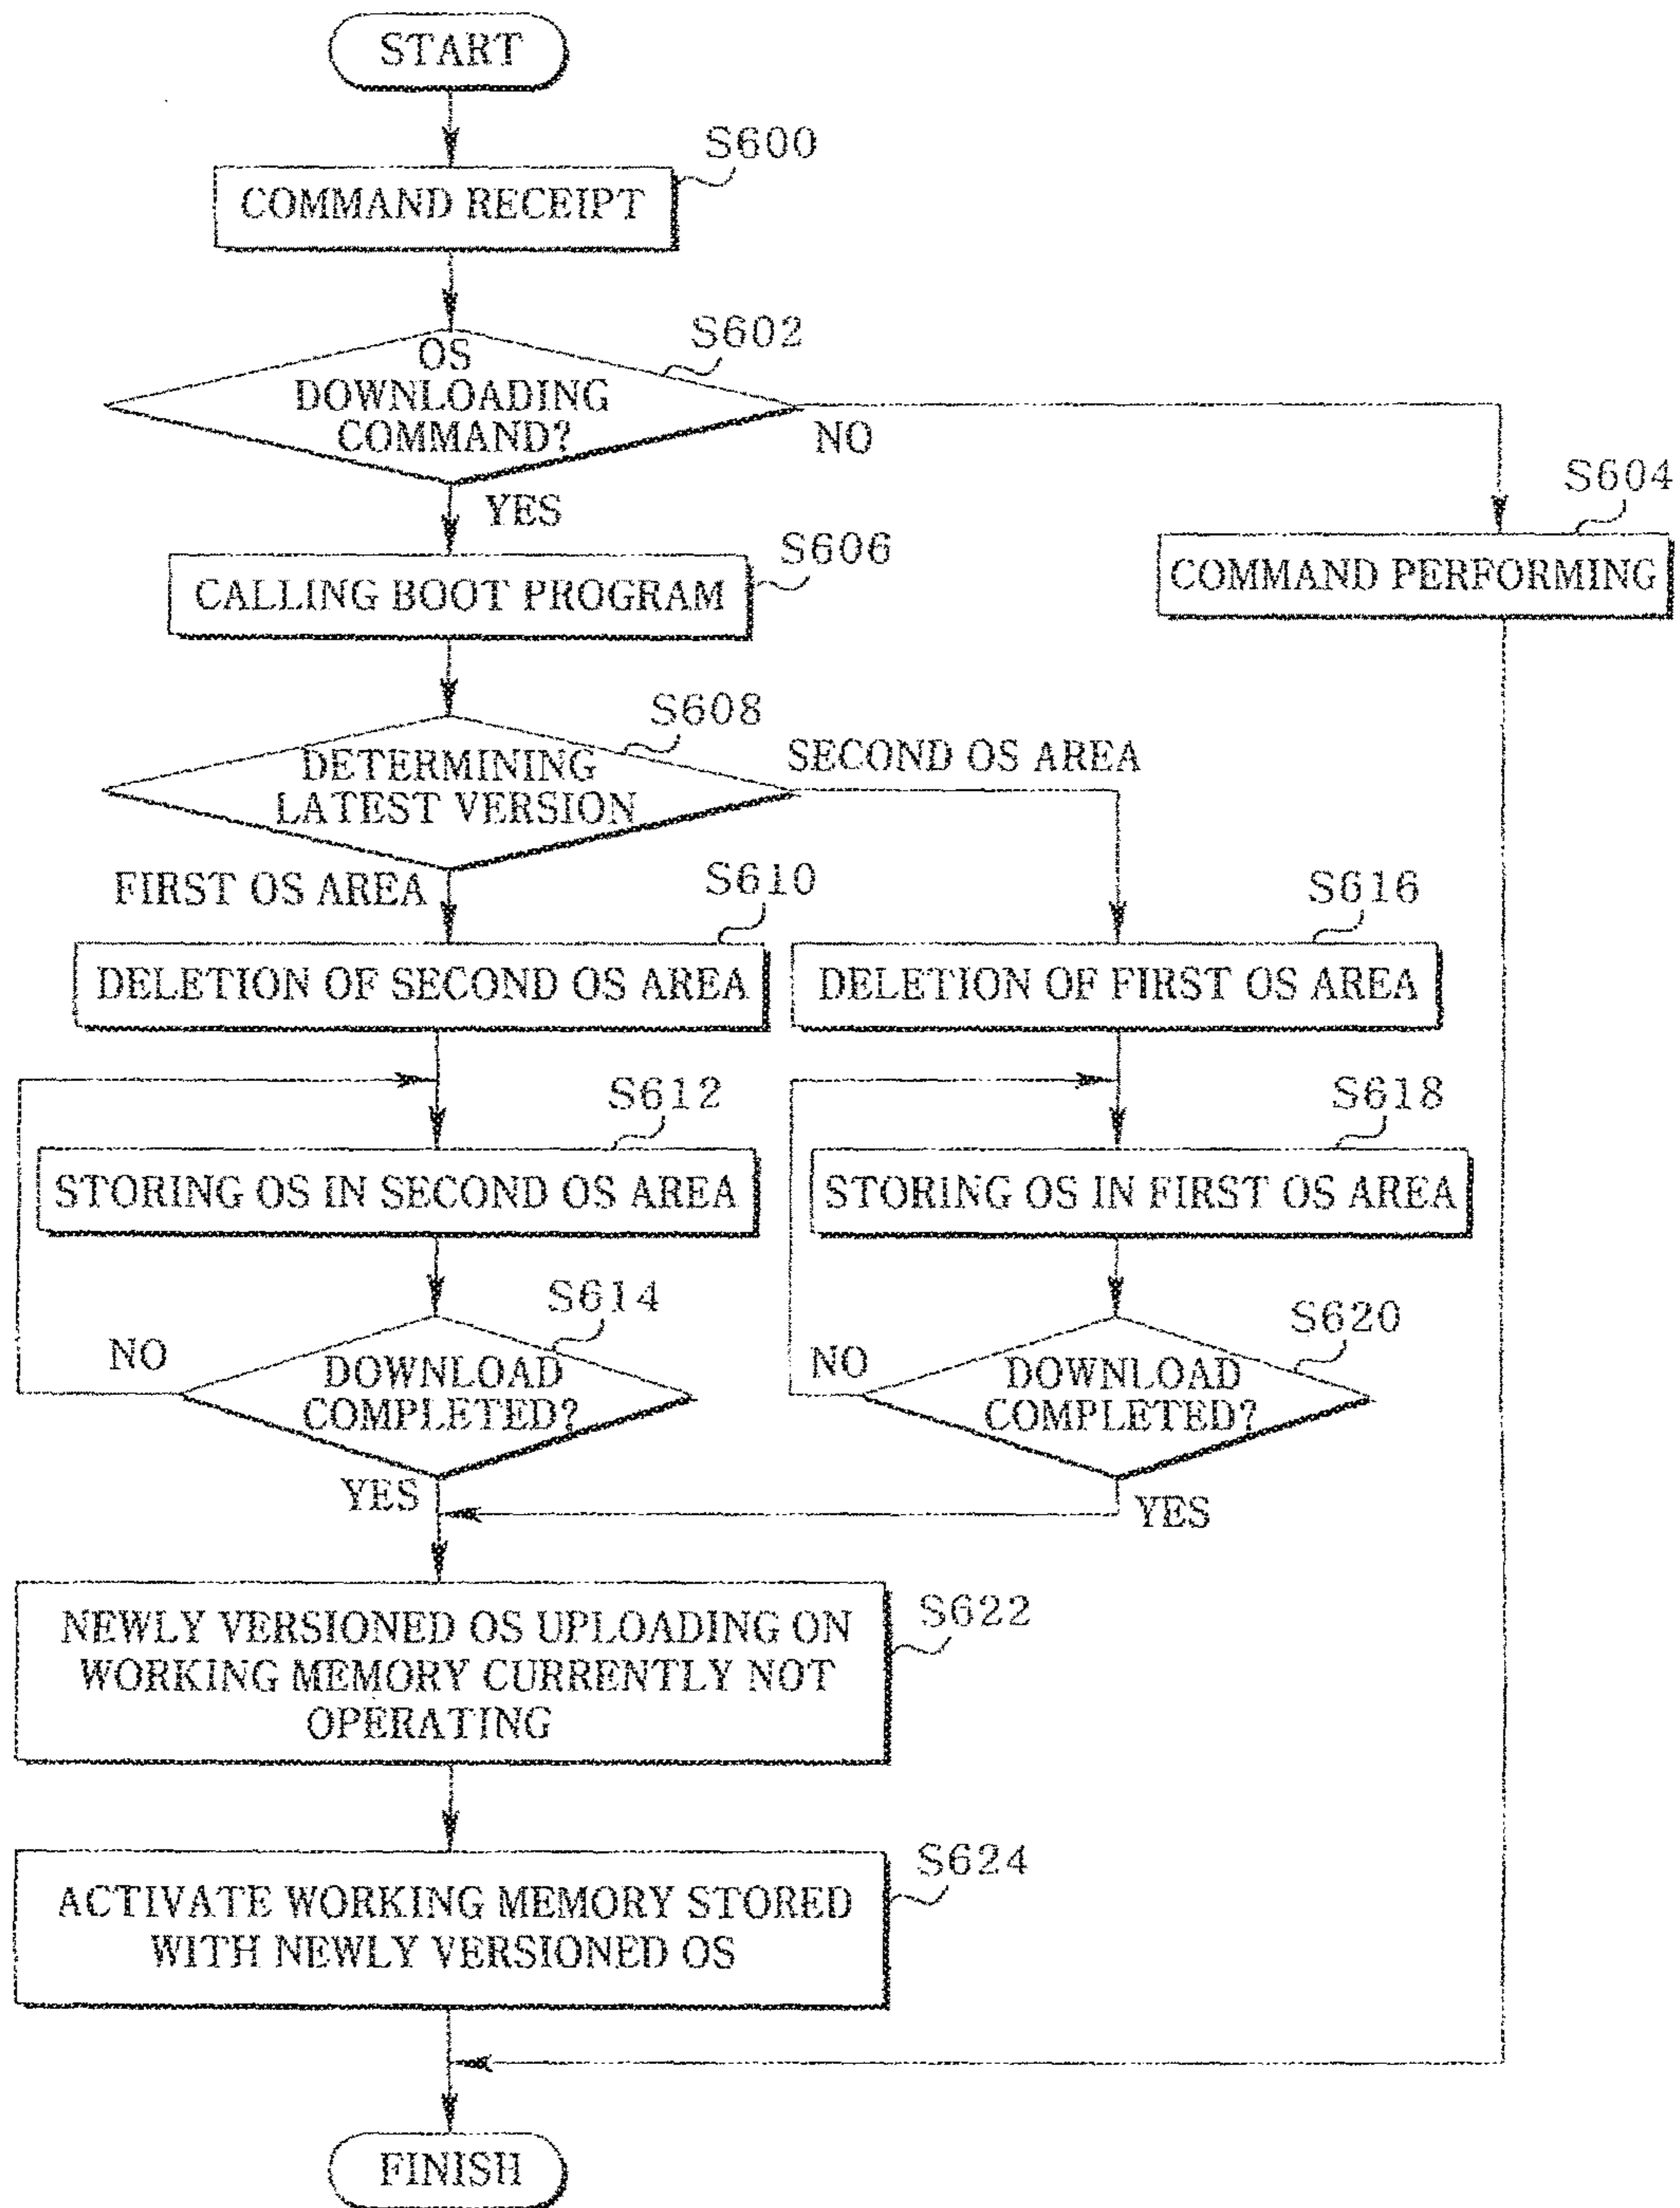 START
S600
COMMAND RECEIPT
S602
OS
DOWNLOADING
COMMAND?
NO
YES
S604
COMMAND PERFORMING
S606
CALLING BOOT PROGRAM
S608
DETERMINING
LATEST VERSION
SECOND OS AREA
FIRST OS AREA
S610
DELETION OF SECOND OS AREA
S616
DELETION OF FIRST OS AREA
S612
STORING OS IN SECOND OS AREA
S618
STORING OS IN FIRST OS AREA
S614
NO
DOWNLOAD
COMPLETED?
YES
S620
NO
DOWNLOAD
COMPLETED?
YES
S622
NEWLY VERSIONED OS UPLOADING ON
WORKING MEMORY CURRENTLY NOT
OPERATING
S624
ACTIVATE WORKING MEMORY STORED
WITH NEWLY VERSIONED OS
FINISH